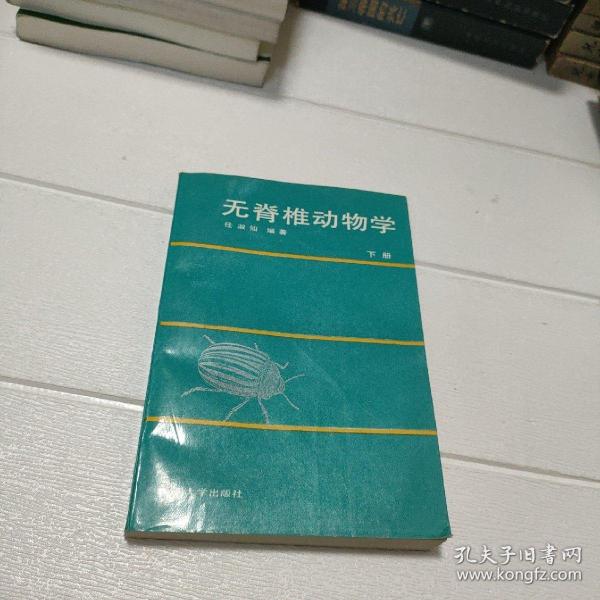 无脊椎动物学
任淑仙 编著
下册
大学出版社
孔夫子旧书网
www.kongfz.com